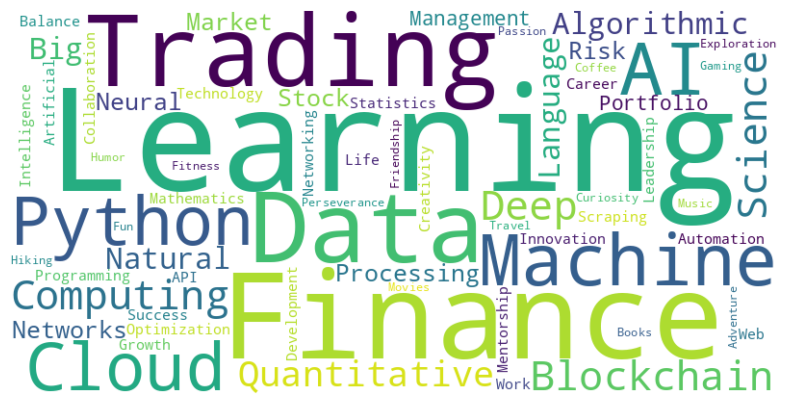 Balance
Market
Trading
Management
Passion
Algorithmic
Big
Collaboration
Risk
AI
Exploration
Coffee
Gaming
Artificial
Intelligence
Neural
Technology
Stock
Statistics
Language
Career
Portfolio
Science
Learning
Humor
Fitness
Networking
Life
Friendship
Creativity
Leadership
Mathematics
Perseverance
Deep
Curiosity
Music
Scraping
Python
Fun
Data
Travel
Innovation
Automation
Hiking
Natural
Processing
Machine
Programming
API
Computing
Success
Development
Movies
Finance
Mentorship
Adventure
Networks
Optimization
Books
Web
Growth
Cloud
Quantitative
Work
Blockchain